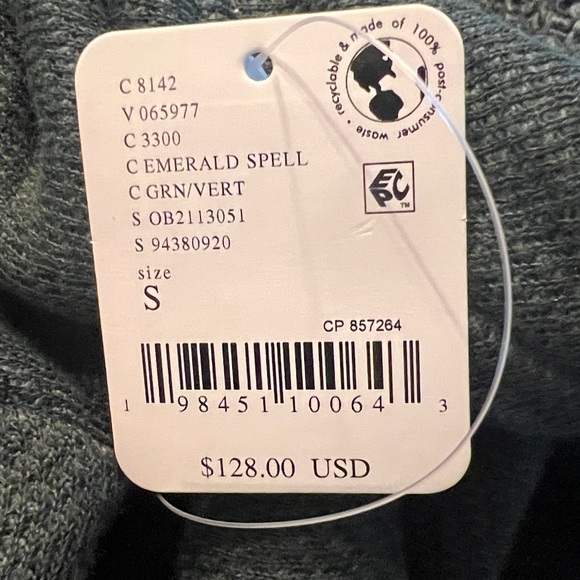 recyclable & made of 100% post-consumer waste •
C 8142
V 065977
C 3300
C EMERALD SPELL
C GRN/VERT
S OB2113051
S 94380920
EPC™
size
S
CP 857264
1 98451 10064 3
$128.00 USD